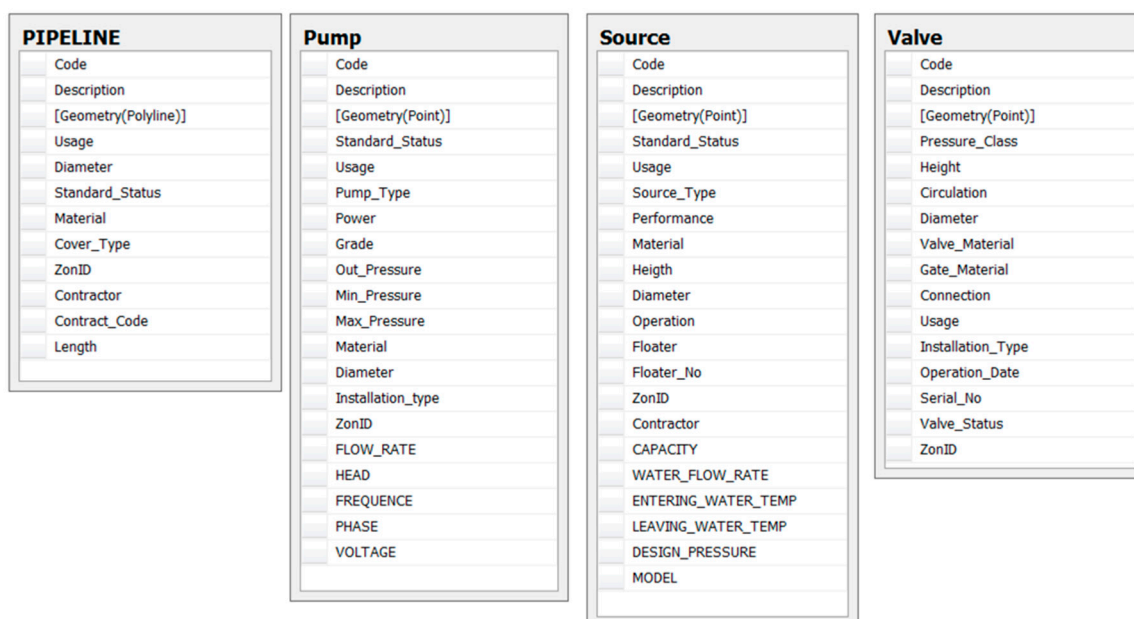 PIPELINE
Code
Description
[Geometry(Polyline)]
Usage
Diameter
Standard_Status
Material
Cover_Type
ZonID
Contractor
Contract_Code
Length
Pump
Code
Description
[Geometry(Point)]
Standard_Status
Usage
Pump_Type
Power
Grade
Out_Pressure
Min_Pressure
Max_Pressure
Material
Diameter
Installation_type
ZonID
FLOW_RATE
HEAD
FREQUENCE
PHASE
VOLTAGE
Source
Code
Description
[Geometry(Point)]
Standard_Status
Usage
Source_Type
Performance
Material
Heigth
Diameter
Operation
Floater
Floater_No
ZonID
Contractor
CAPACITY
WATER_FLOW_RATE
ENTERING_WATER_TEMP
LEAVING_WATER_TEMP
DESIGN_PRESSURE
MODEL
Valve
Code
Description
[Geometry(Point)]
Pressure_Class
Height
Circulation
Diameter
Valve_Material
Gate_Material
Connection
Usage
Installation_Type
Operation_Date
Serial_No
Valve_Status
ZonID